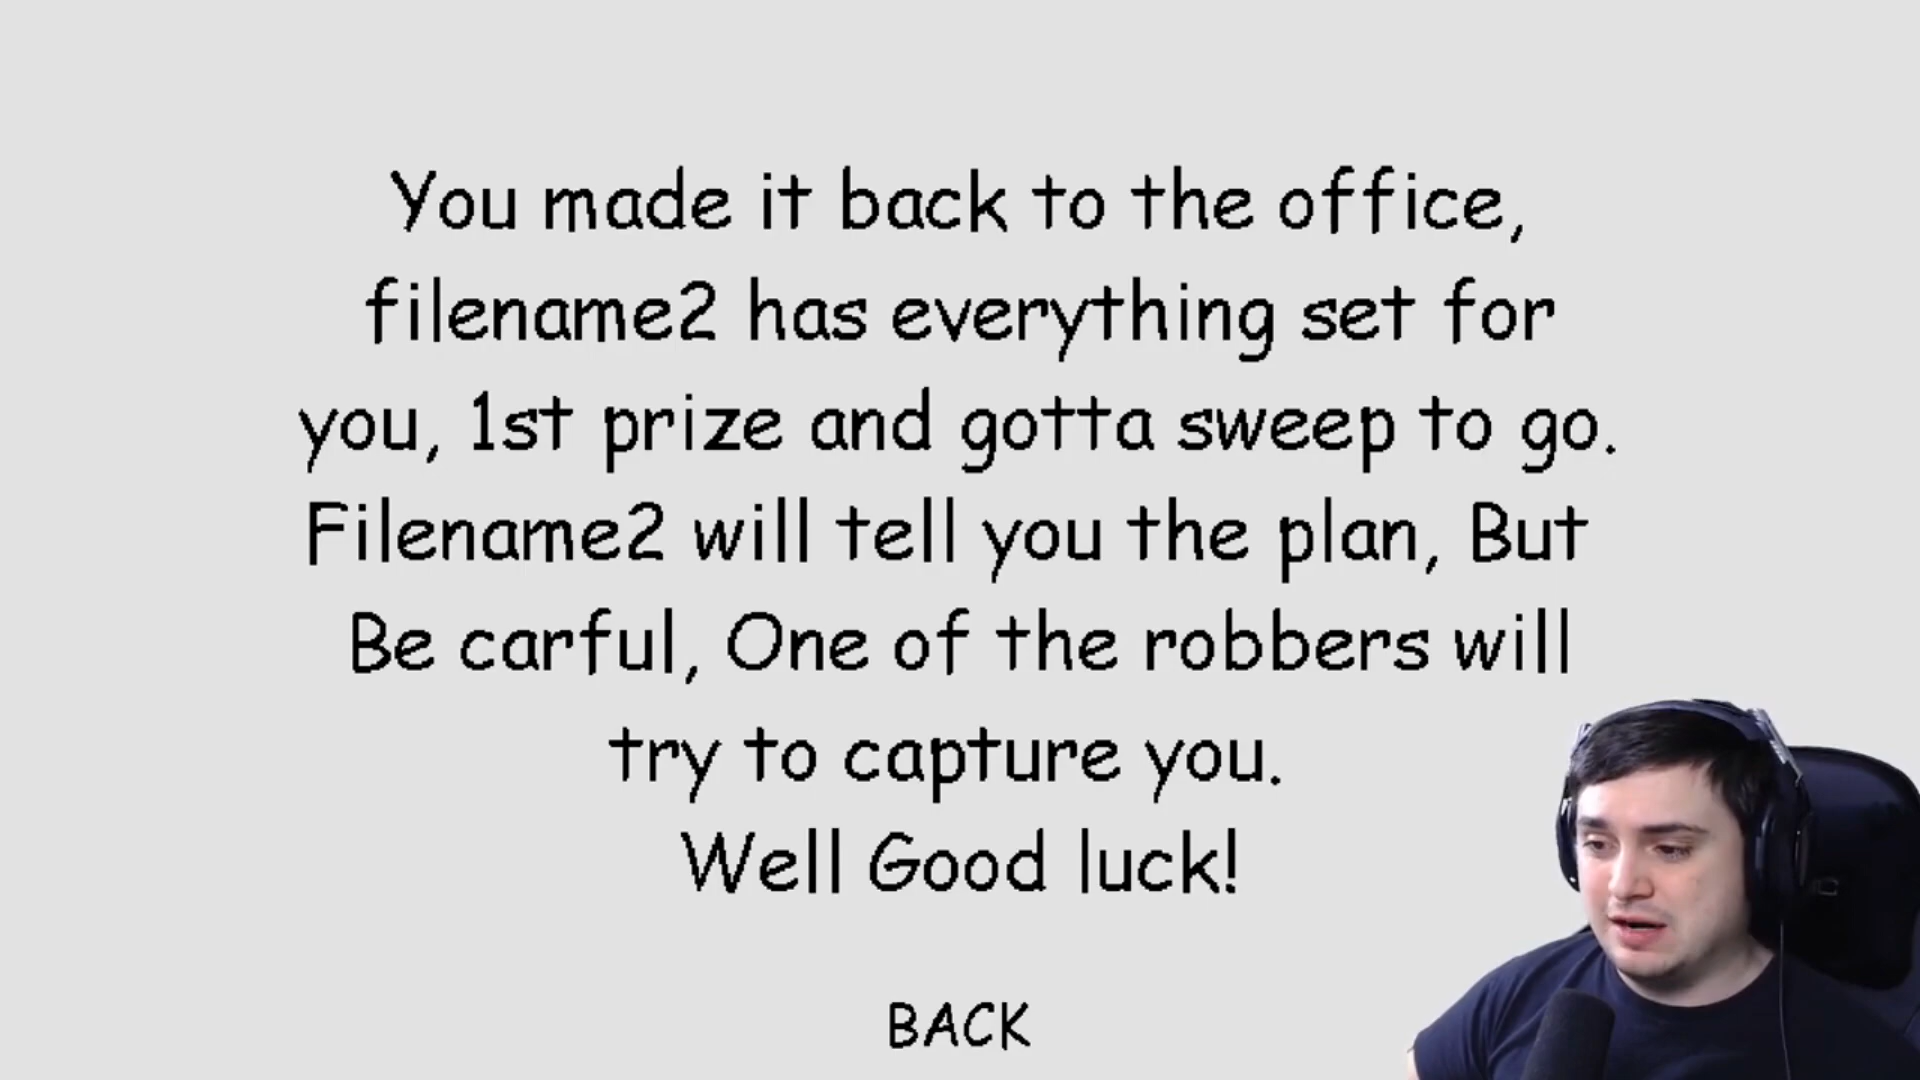 You made it back to the office,
filename2 has everything set for
you, 1st prize and gotta sweep to go.
Filename2 will tell you the plan, But
Be carful, One of the robbers will
try to capture you.
Well Good luck!
BACK